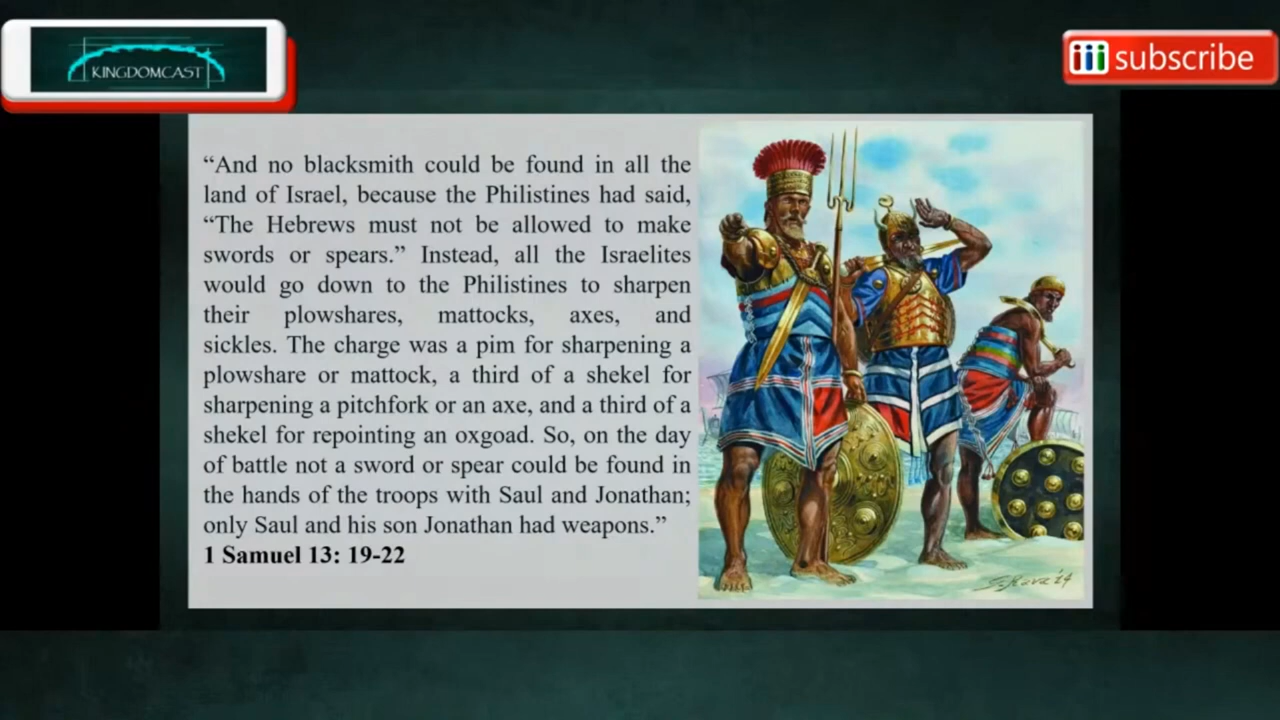 KINGDOMCAST
subscribe
“And no blacksmith could be found in all the
land of Israel, because the Philistines had said,
“The Hebrews must not be allowed to make
swords or spears.” Instead, all the Israelites
would go down to the Philistines to sharpen
their plowshares, mattocks, axes, and
sickles. The charge was a pim for sharpening a
plowshare or mattock, a third of a shekel for
sharpening a pitchfork or an axe, and a third of a
shekel for repointing an oxgoad. So, on the day
of battle not a sword or spear could be found in
the hands of the troops with Saul and Jonathan;
only Saul and his son Jonathan had weapons.”
1 Samuel 13: 19-22